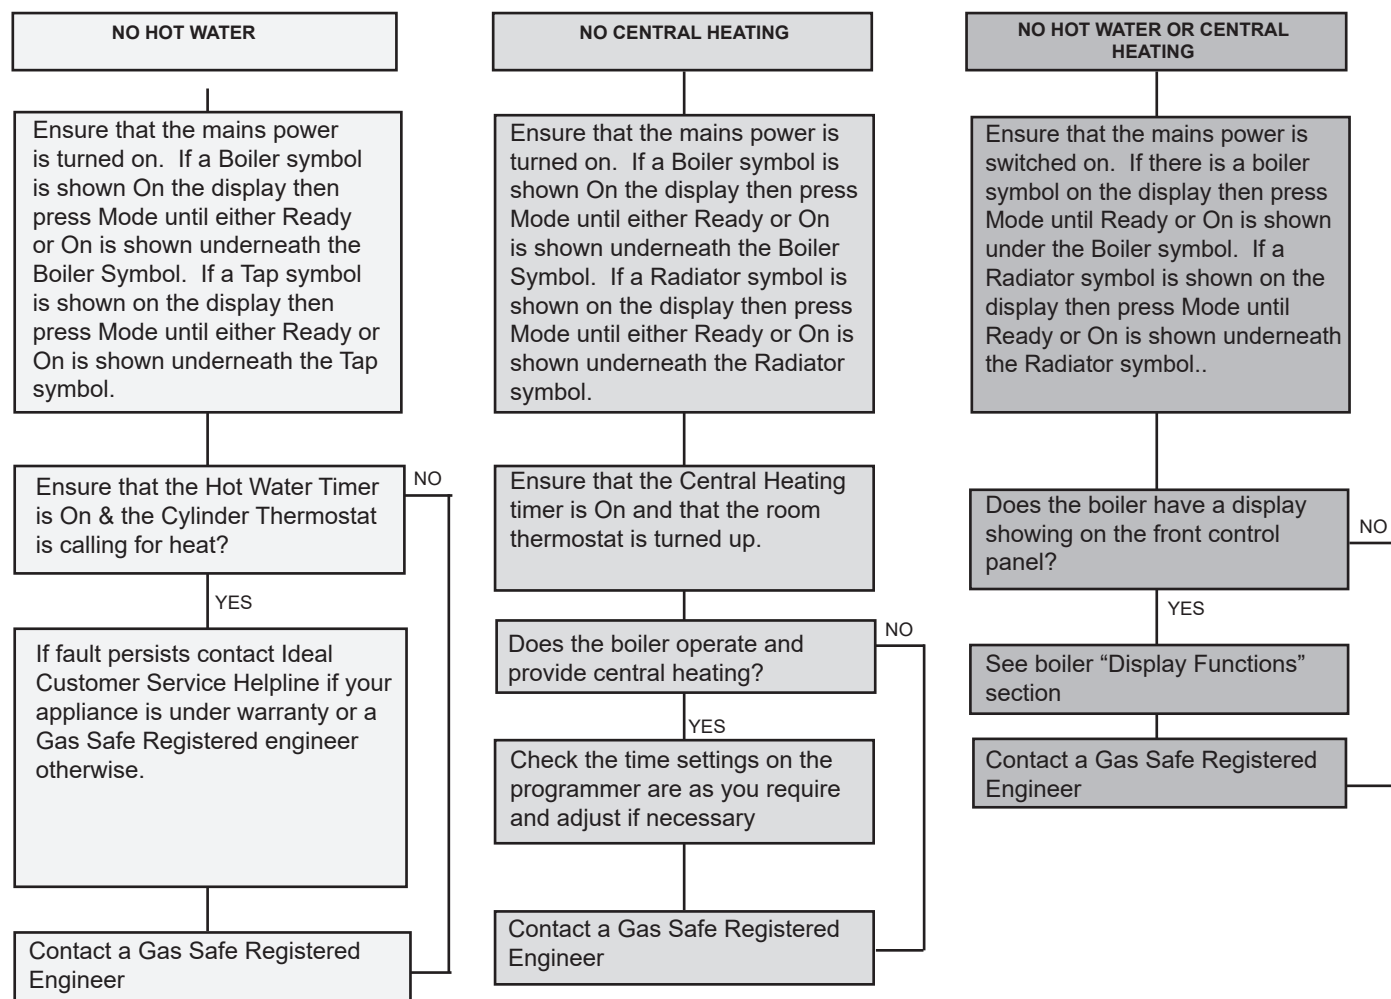 NO HOT WATER
Ensure that the mains power
is turned on.  If a Boiler symbol
is shown On the display then
press Mode until either Ready
or On is shown underneath the
Boiler Symbol.  If a Tap symbol
is shown on the display then
press Mode until either Ready or
On is shown underneath the Tap
symbol.
Ensure that the Hot Water Timer
is On & the Cylinder Thermostat
is calling for heat?
NO
YES
If fault persists contact Ideal
Customer Service Helpline if your
appliance is under warranty or a
Gas Safe Registered engineer
otherwise.
Contact a Gas Safe Registered
Engineer
NO CENTRAL HEATING
Ensure that the mains power is
turned on.  If a Boiler symbol is
shown On the display then press
Mode until either Ready or On
is shown underneath the Boiler
Symbol.  If a Radiator symbol is
shown on the display then press
Mode until either Ready or On is
shown underneath the Radiator
symbol.
Ensure that the Central Heating
timer is On and that the room
thermostat is turned up.
Does the boiler operate and
provide central heating?
NO
YES
Check the time settings on the
programmer are as you require
and adjust if necessary
Contact a Gas Safe Registered
Engineer
NO HOT WATER OR CENTRAL
HEATING
Ensure that the mains power is
switched on.  If there is a boiler
symbol on the display then press
Mode until Ready or On is shown
under the Boiler symbol.  If a
Radiator symbol is shown on the
display then press Mode until
Ready or On is shown underneath
the Radiator symbol..
Does the boiler have a display
showing on the front control
panel?
NO
YES
See boiler “Display Functions”
section
Contact a Gas Safe Registered
Engineer